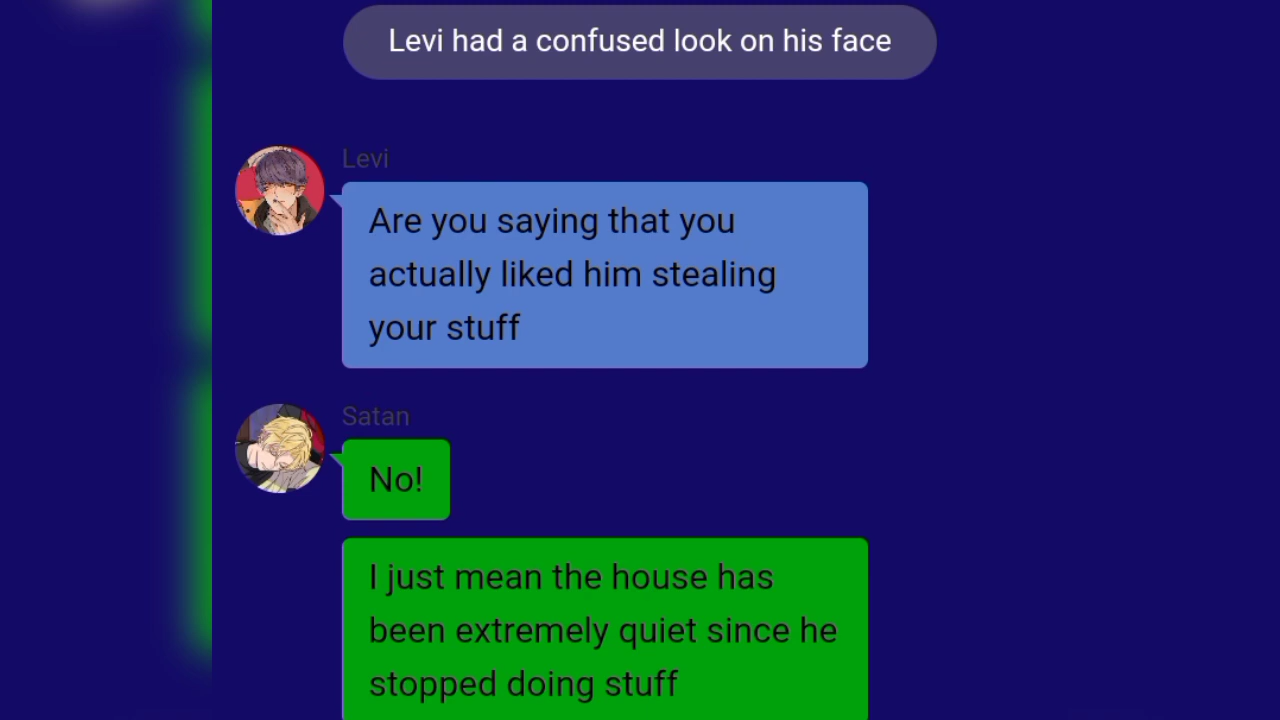 Levi had a confused look on his face
Levi
Are you saying that you
actually liked him stealing
your stuff
Satan
No!
I just mean the house has
been extremely quiet since he
stopped doing stuff